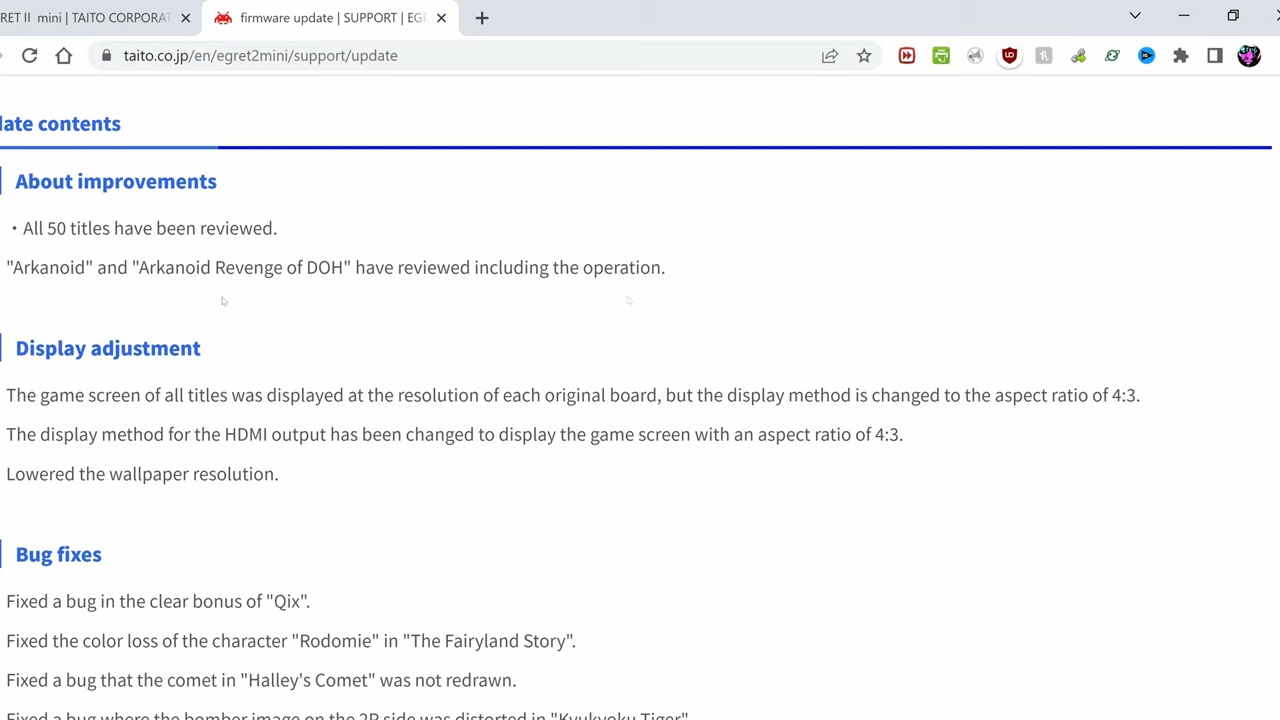 RET II mini | TAITO CORPORAT
firmware update | SUPPORT | EGR
taito.co.jp/en/egret2mini/support/update
late contents
About improvements
・All 50 titles have been reviewed.
"Arkanoid" and "Arkanoid Revenge of DOH" have reviewed including the operation.
Display adjustment
The game screen of all titles was displayed at the resolution of each original board, but the display method is changed to the aspect ratio of 4:3.
The display method for the HDMI output has been changed to display the game screen with an aspect ratio of 4:3.
Lowered the wallpaper resolution.
Bug fixes
Fixed a bug in the clear bonus of "Qix".
Fixed the color loss of the character "Rodomie" in "The Fairyland Story".
Fixed a bug that the comet in "Halley's Comet" was not redrawn.
Fixed a bug where the bomber image on the 2P side was distorted in "Kyukyoku Tiger"